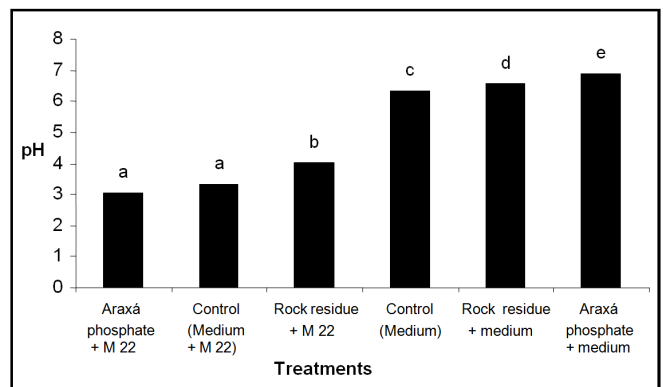 8
7
6
5
4
3
2
1
0
pH
a
a
b
c
d
e
Araxá
phosphate
+ M 22
Control
(Medium
+ M 22)
Rock residue
+ M 22
Control
(Medium)
Rock residue
+ medium
Araxá
phosphate
+ medium
Treatments